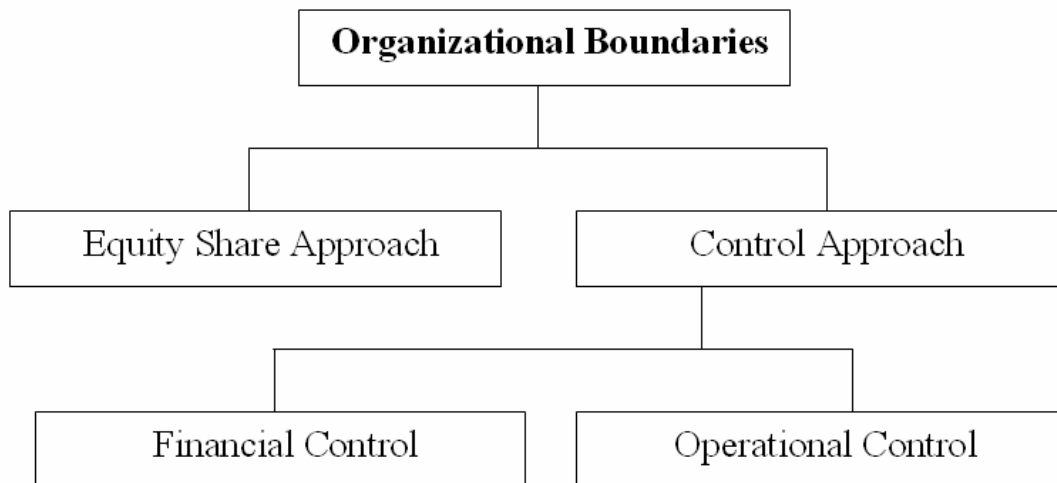 Organizational Boundaries
Equity Share Approach
Control Approach
Financial Control
Operational Control